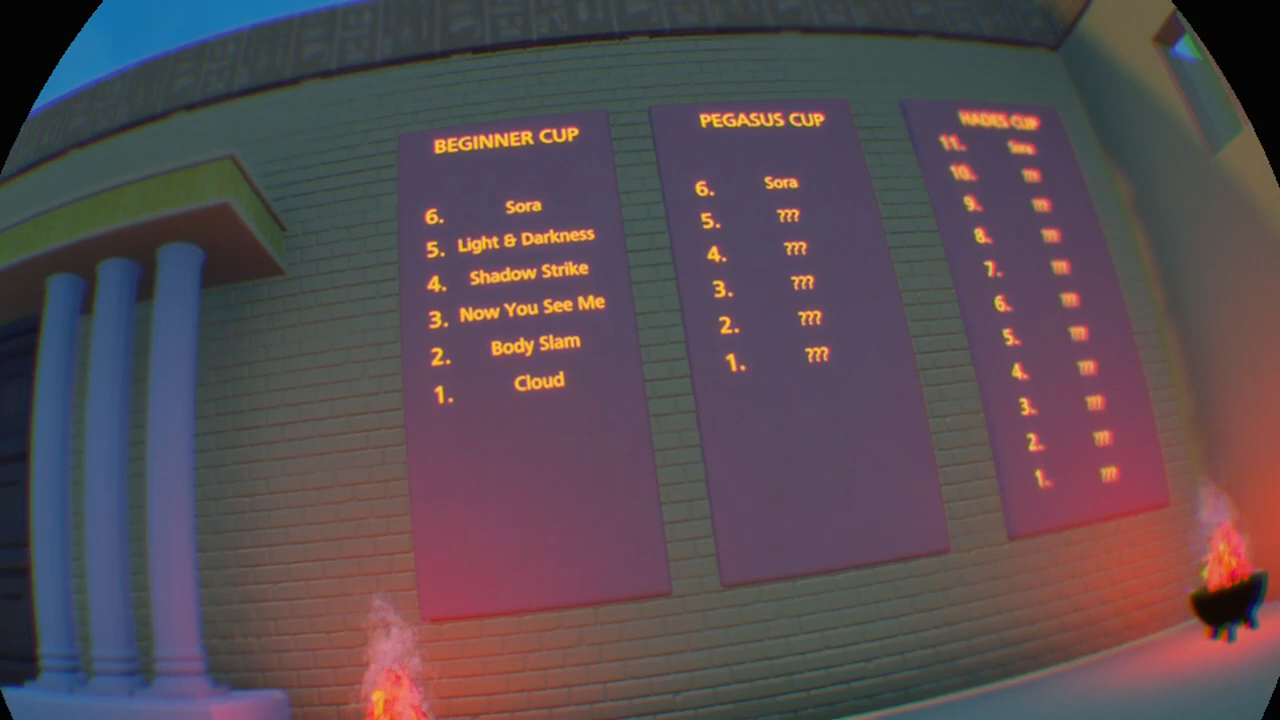 BEGINNER CUP
6. Sora
5. Light & Darkness
4. Shadow Strike
3. Now You See Me
2. Body Slam
1. Cloud
PEGASUS CUP
6. Sora
5. ???
4. ???
3. ???
2. ???
1. ???
HADES CUP
11. Sora
10. ???
9. ???
8. ???
7. ???
6. ???
5. ???
4. ???
3. ???
2. ???
1. ???